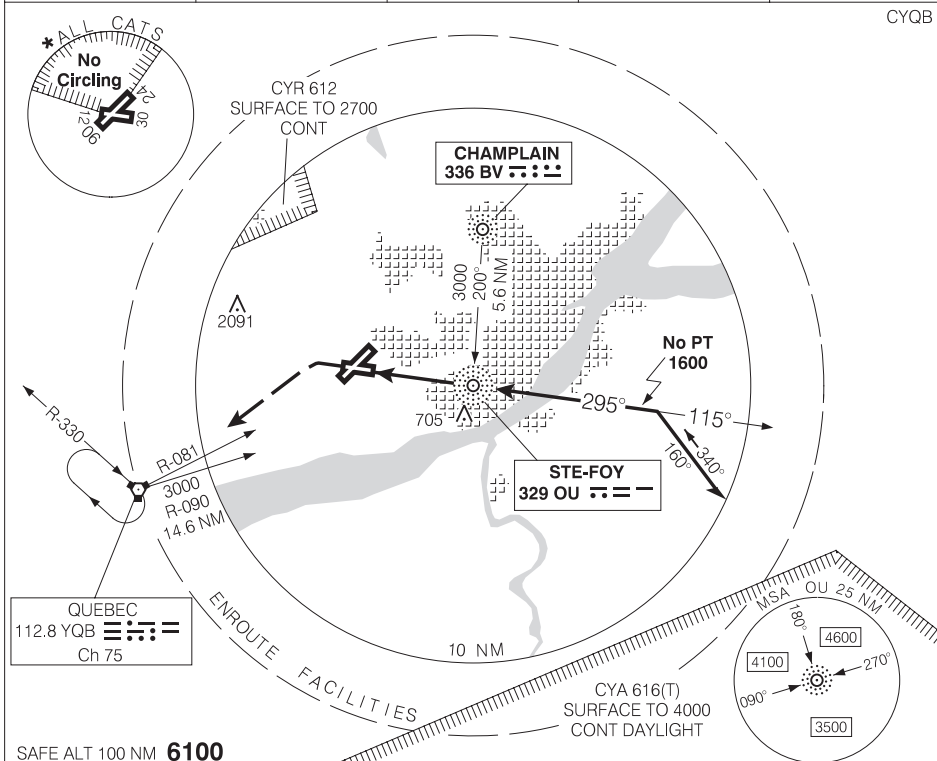 CYQB
*ALL CATS
No
Circling
24
30
12
06
CYR 612
SURFACE TO 2700
CONT
CHAMPLAIN
336 BV
3000
200°
5.6 NM
2091
No PT
1600
295°
115°
705
160°
340°
STE-FOY
329 OU
R-330
R-081
3000
R-090
14.6 NM
QUEBEC
112.8 YQB
Ch 75
ENROUTE FACILITIES
10 NM
MSA OU 25 NM
180°
4600
4100
270°
090°
3500
CYA 616(T)
SURFACE TO 4000
CONT DAYLIGHT
SAFE ALT 100 NM 6100